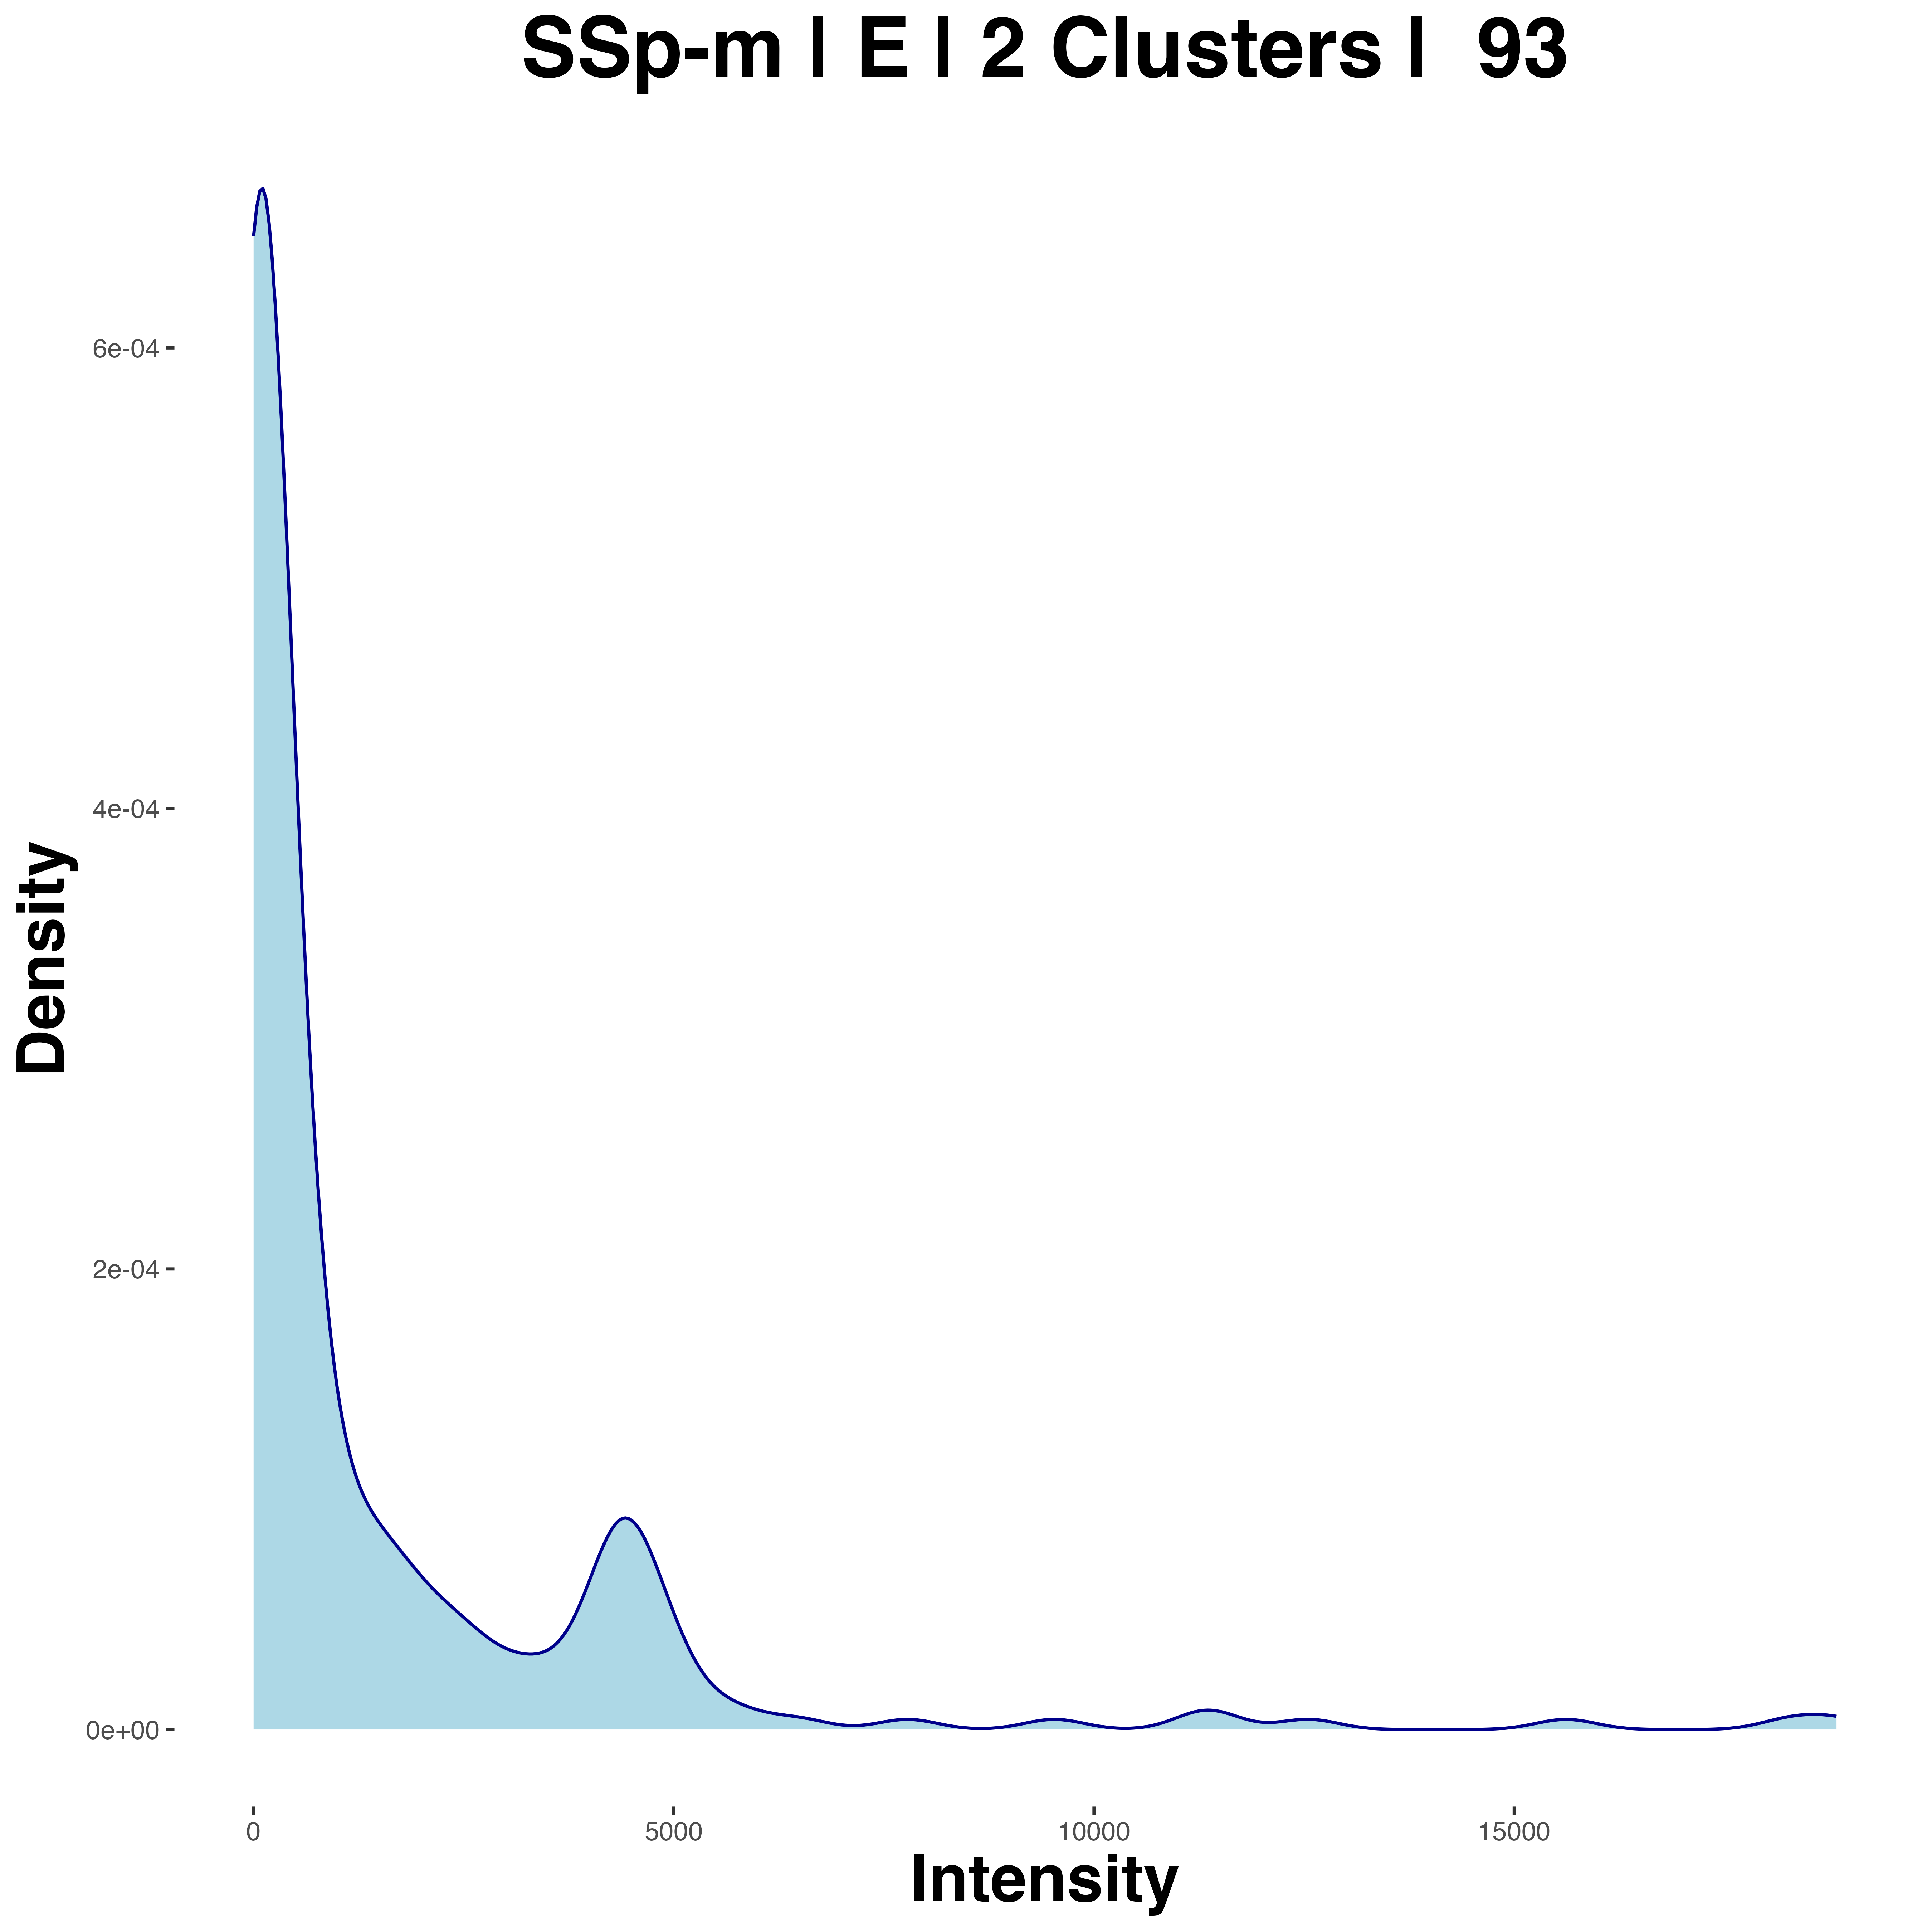 SSp-m | E | 2 Clusters | 93
6e-04
4e-04
2e-04
0e+00
Density
0
5000
10000
15000
Intensity